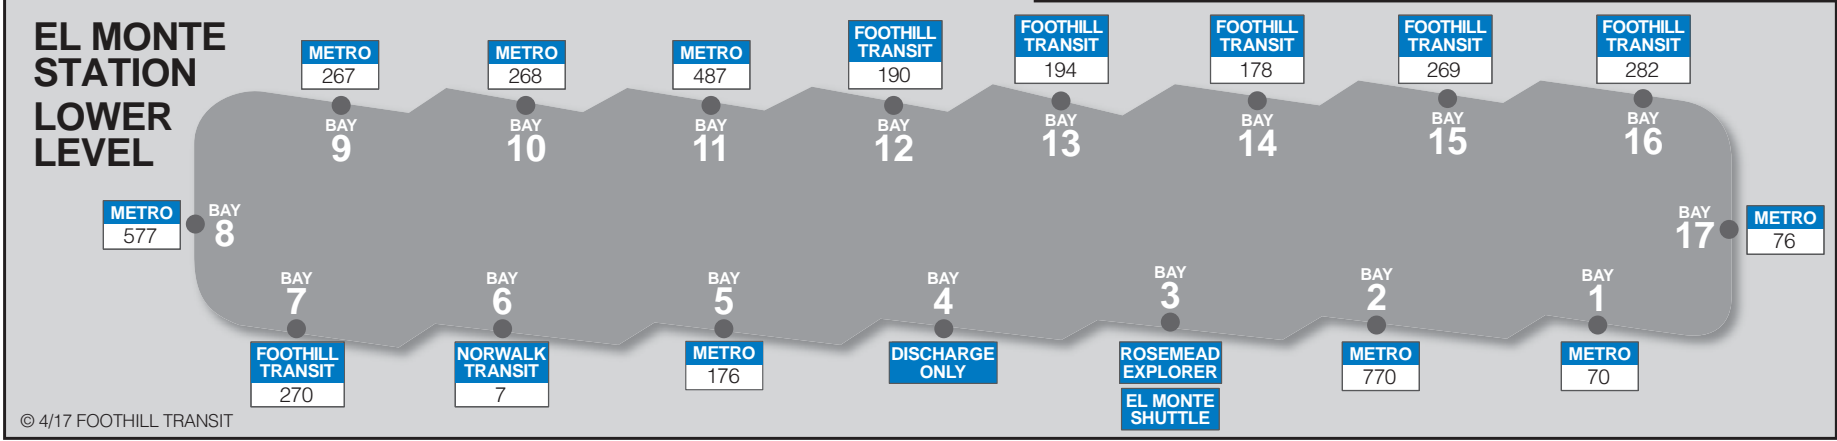 EL MONTE
STATION
LOWER
LEVEL
METRO
267
BAY
9
METRO
268
BAY
10
METRO
487
BAY
11
FOOTHILL
TRANSIT
190
BAY
12
FOOTHILL
TRANSIT
194
BAY
13
FOOTHILL
TRANSIT
178
BAY
14
FOOTHILL
TRANSIT
269
BAY
15
FOOTHILL
TRANSIT
282
BAY
16
METRO
577
BAY
8
BAY
17
METRO
76
BAY
7
FOOTHILL
TRANSIT
270
BAY
6
NORWALK
TRANSIT
7
BAY
5
METRO
176
BAY
4
DISCHARGE
ONLY
BAY
3
ROSEMEAD
EXPLORER
EL MONTE
SHUTTLE
BAY
2
METRO
770
BAY
1
METRO
70
© 4/17 FOOTHILL TRANSIT